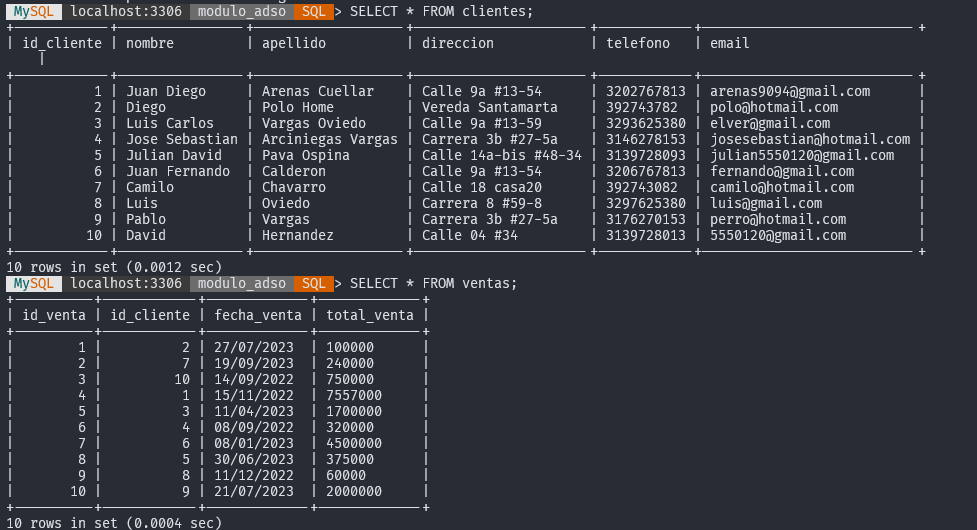 MySQL localhost:3306 modulo_adso SQL > SELECT * FROM clientes;
+------------+----------------+-------------------+----------------------+------------+---------------------------+
| id_cliente | nombre | apellido | direccion | telefono | email
|
+------------+----------------+-------------------+----------------------+------------+---------------------------+
| 1 | Juan Diego | Arenas Cuellar | Calle 9a #13-54 | 3202767813 | arenas9094@gmail.com |
| 2 | Diego | Polo Home | Vereda Santamarta | 392743782 | polo@hotmail.com |
| 3 | Luis Carlos | Vargas Oviedo | Calle 9a #13-59 | 3293625380 | elver@gmail.com |
| 4 | Jose Sebastian | Arciniegas Vargas | Carrera 3b #27-5a | 3146278153 | josesebastian@hotmail.com |
| 5 | Julian David | Pava Ospina | Calle 14a-bis #48-34 | 3139728093 | julian5550120@gmail.com |
| 6 | Juan Fernando | Calderon | Calle 9a #13-54 | 3206767813 | fernando@gmail.com |
| 7 | Camilo | Chavarro | Calle 18 casa20 | 392743082 | camilo@hotmail.com |
| 8 | Luis | Oviedo | Carrera 8 #59-8 | 3297625380 | luis@gmail.com |
| 9 | Pablo | Vargas | Carrera 3b #27-5a | 3176270153 | perro@hotmail.com |
| 10 | David | Hernandez | Calle 04 #34 | 3139728013 | 5550120@gmail.com |
+------------+----------------+-------------------+----------------------+------------+---------------------------+
10 rows in set (0.0012 sec)
MySQL localhost:3306 modulo_adso SQL > SELECT * FROM ventas;
+----------+------------+-------------+-------------+
| id_venta | id_cliente | fecha_venta | total_venta |
+----------+------------+-------------+-------------+
| 1 | 2 | 27/07/2023 | 100000 |
| 2 | 7 | 19/09/2023 | 240000 |
| 3 | 10 | 14/09/2022 | 750000 |
| 4 | 1 | 15/11/2022 | 7557000 |
| 5 | 3 | 11/04/2023 | 1700000 |
| 6 | 4 | 08/09/2022 | 320000 |
| 7 | 6 | 08/01/2023 | 4500000 |
| 8 | 5 | 30/06/2023 | 375000 |
| 9 | 8 | 11/12/2022 | 60000 |
| 10 | 9 | 21/07/2023 | 2000000 |
+----------+------------+-------------+-------------+
10 rows in set (0.0004 sec)